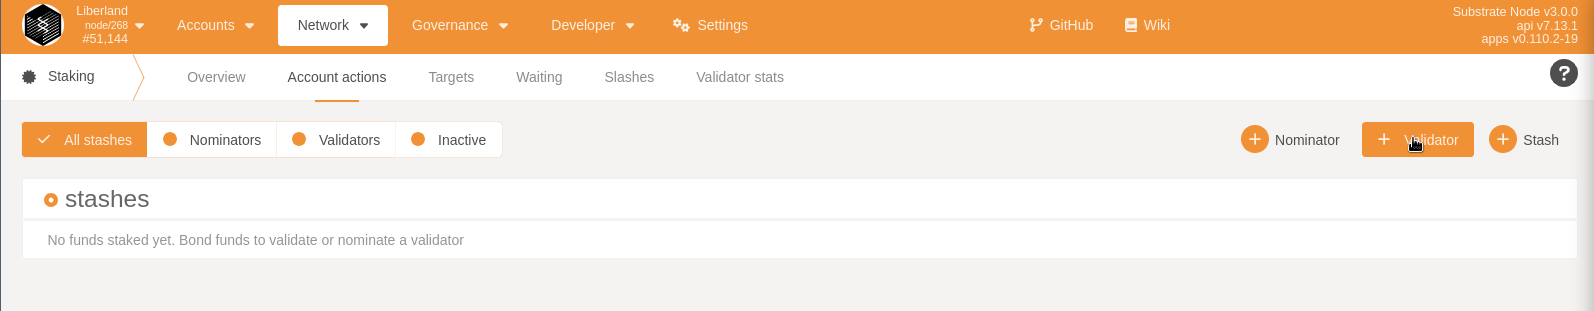 Liberland
node/268
#51,144
Accounts
Network
Governance
Developer
Settings
GitHub
Wiki
Substrate Node v3.0.0
api v7.13.1
apps v0.110.2-19
Staking
Overview
Account actions
Targets
Waiting
Slashes
Validator stats
?
All stashes
Nominators
Validators
Inactive
Nominator
Validator
Stash
stashes
No funds staked yet. Bond funds to validate or nominate a validator